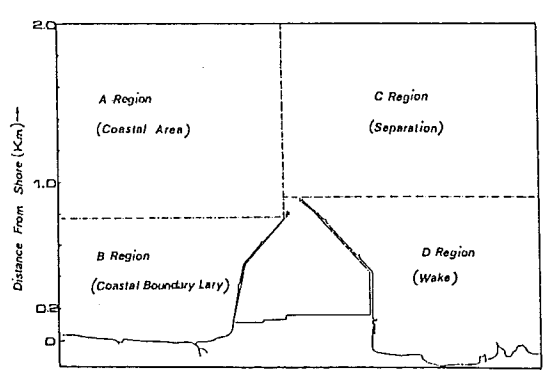 2.0
A Region
(Coastal Area)
C Region
(Separation)
Distance From Shore (Km)→
1.0
B Region
(Coastal Boundury Lary)
D Region
(Wake)
0.2
0